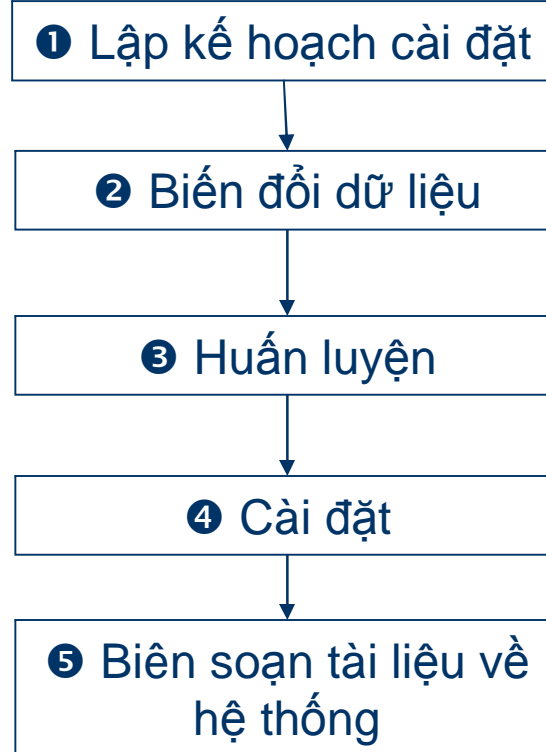 ❶ Lập kế hoạch cài đặt
❷ Biến đổi dữ liệu
❸ Huấn luyện
❹ Cài đặt
❺ Biên soạn tài liệu về
hệ thống